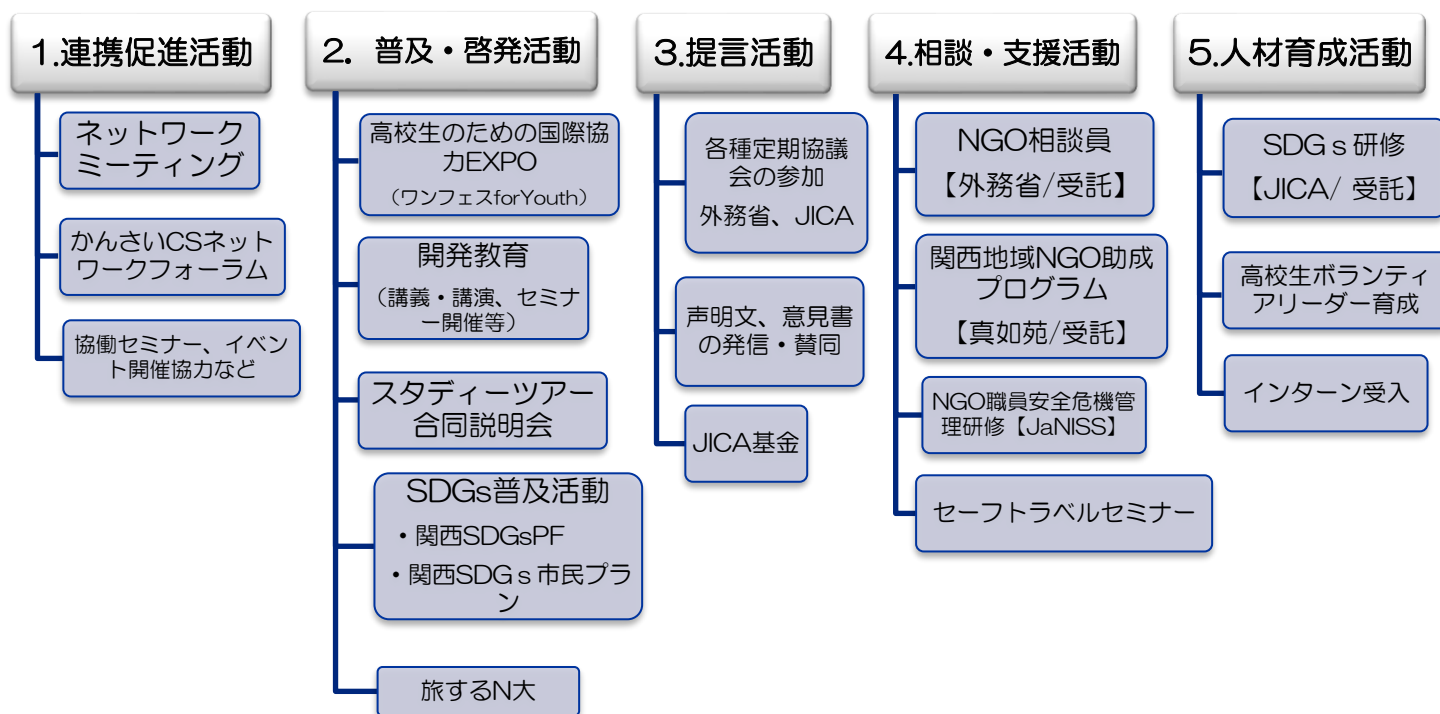 1.連携促進活動
ネットワーク
ミーティング
かんさいCSネット
ワークフォーラム
協働セミナー、イベン
ト開催協力など
2. 普及・啓発活動
高校生のための国際協
力EXPO
（ワンフェスforYouth）
開発教育
（講義・講演、セミナ
ー開催等）
スタディーツアー
合同説明会
SDGs普及活動
・関西SDGsPF
・関西SDGｓ市民プラ
ン
旅するN大
3.提言活動
各種定期協議
会の参加
外務省、JICA
声明文、意見書
の発信・賛同
JICA基金
4.相談・支援活動
NGO相談員
【外務省/受託】
関西地域NGO助成
プログラム
【真如苑/受託】
NGO職員安全危機管
理研修【JaNISS】
セーフトラベルセミナー
5.人材育成活動
SDGｓ研修
【JICA/ 受託】
高校生ボランティ
アリーダー育成
インターン受入